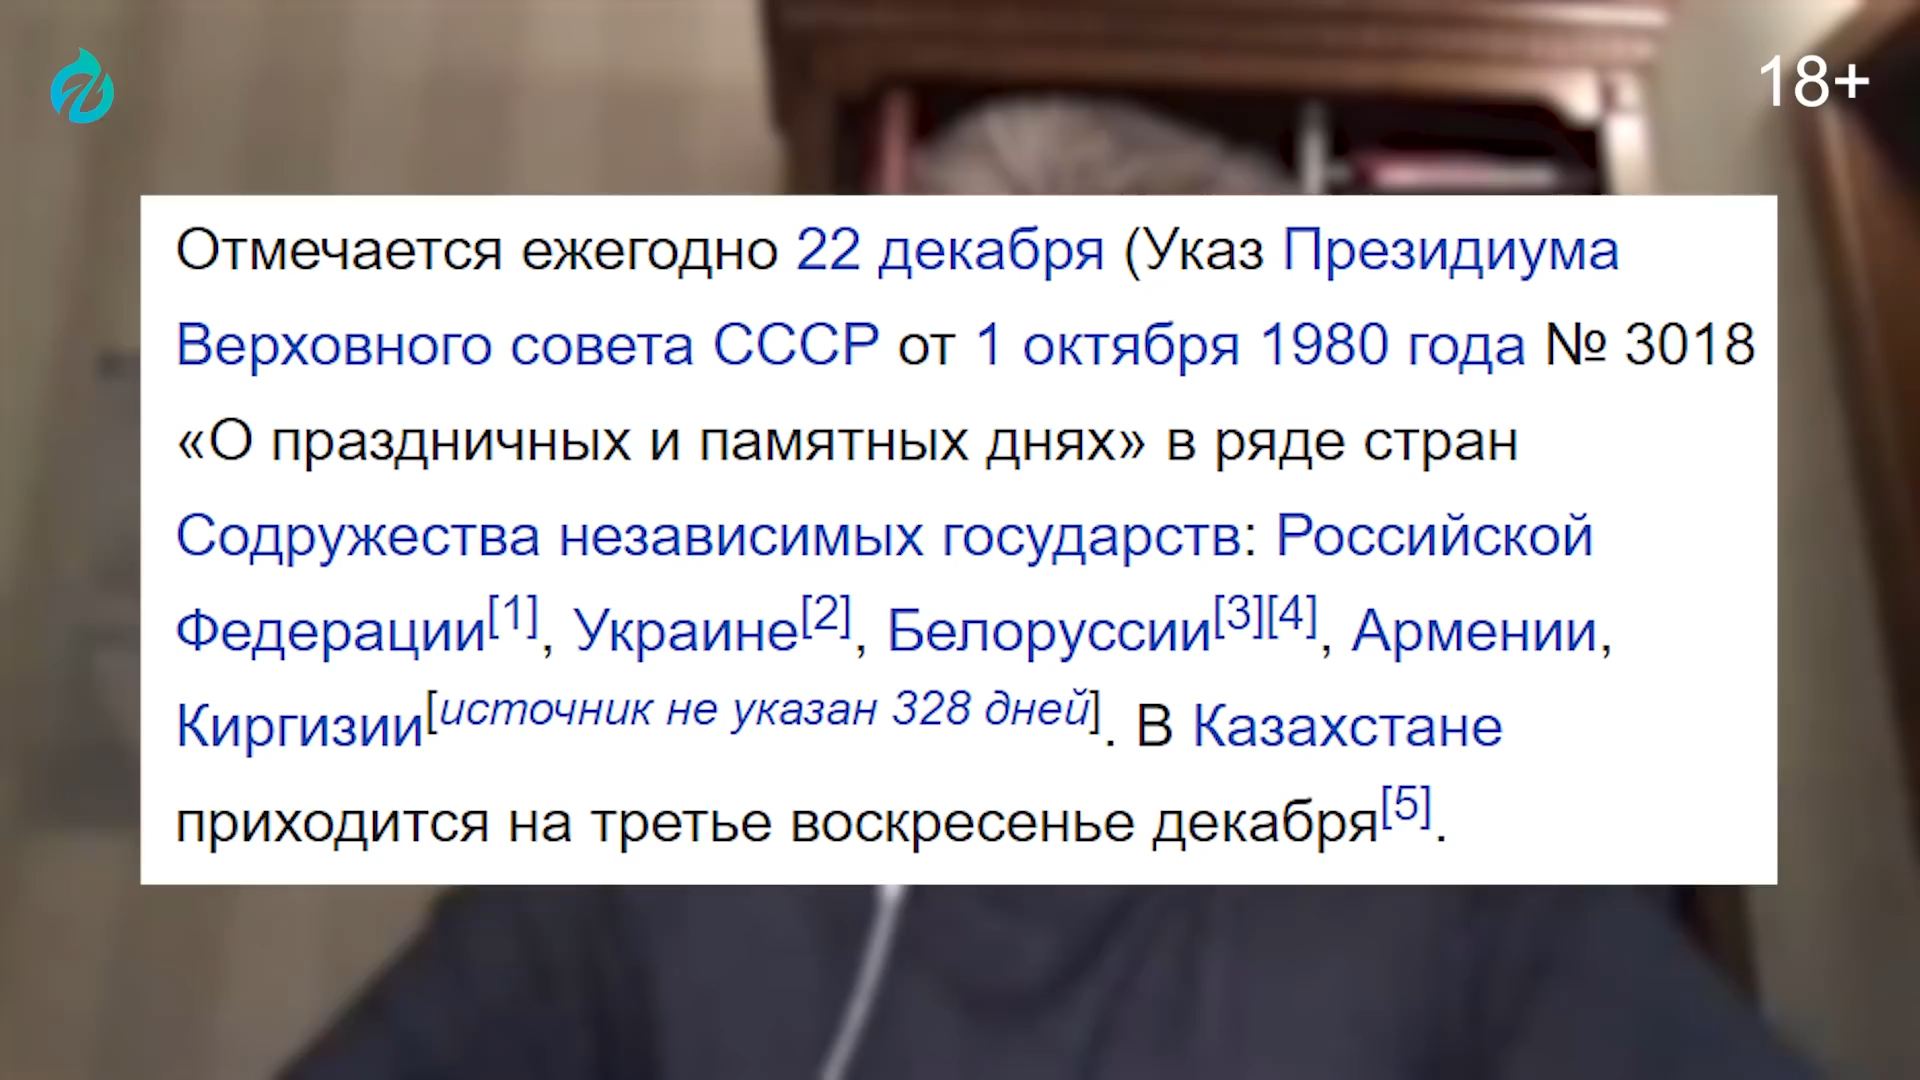 18+
Отмечается ежегодно 22 декабря (Указ Президиума
Верховного совета СССР от 1 октября 1980 года № 3018
«О праздничных и памятных днях» в ряде стран
Содружества независимых государств: Российской
Федерации[1], Украине[2], Белоруссии[3][4], Армении,
Киргизии[источник не указан 328 дней]. В Казахстане
приходится на третье воскресенье декабря[5].